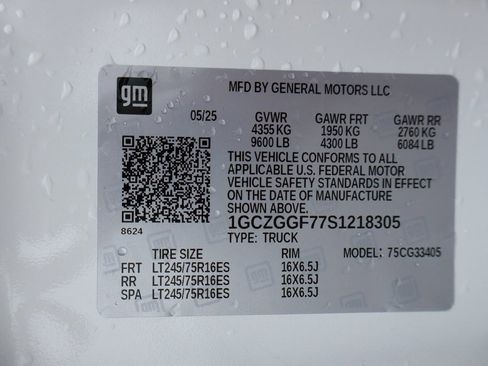 gm
MFD BY GENERAL MOTORS LLC
05/25 GVWR GAWR FRT GAWR RR
4355 KG 1950 KG 2760 KG
9600 LB 4300 LB 6084 LB
THIS VEHICLE CONFORMS TO ALL
APPLICABLE U.S. FEDERAL MOTOR
VEHICLE SAFETY STANDARDS IN EFFECT
ON THE DATE OF MANUFACTURE
SHOWN ABOVE.
8624
1GCZGGF77S1218305
TYPE: TRUCK MODEL: 75CG33405
TIRE SIZE RIM
FRT LT245/75R16ES 16X6.5J
RR LT245/75R16ES 16X6.5J
SPA LT245/75R16ES 16X6.5J